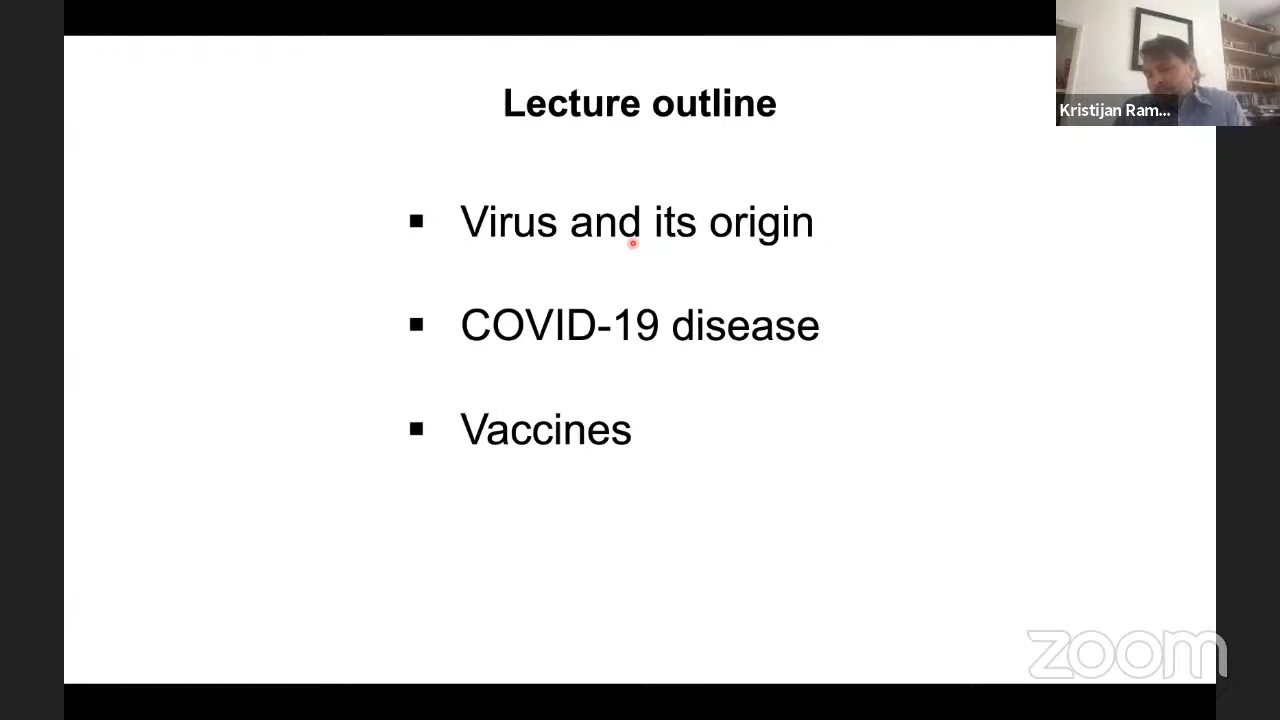 Lecture outline
Kristijan Ram...
▪ Virus and its origin
▪ COVID-19 disease
▪ Vaccines
zoom